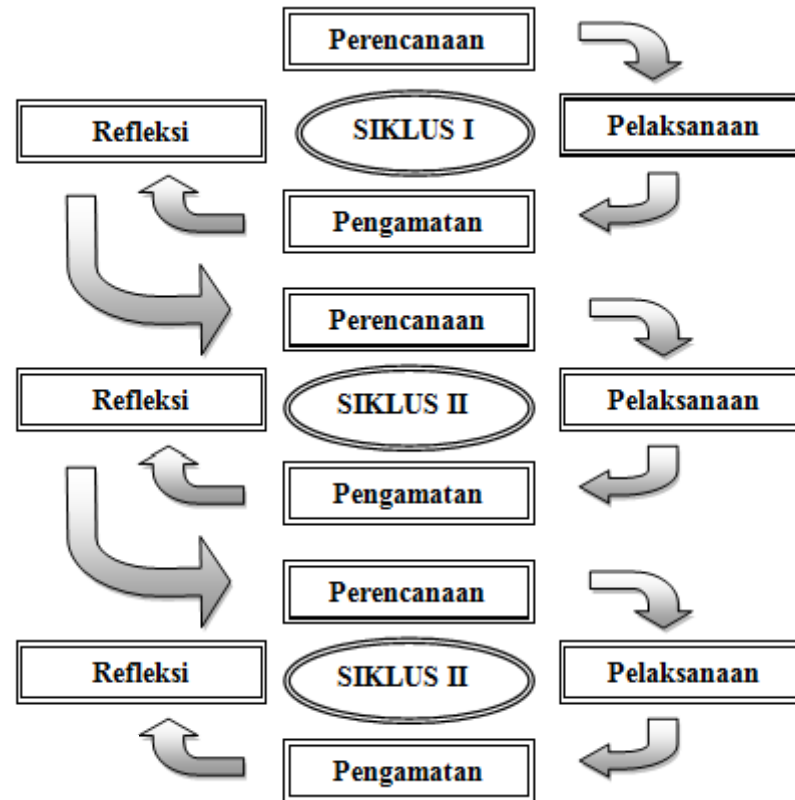 Perencanaan
Refleksi
SIKLUS I
Pelaksanaan
Pengamatan
Perencanaan
Refleksi
SIKLUS II
Pelaksanaan
Pengamatan
Perencanaan
Refleksi
SIKLUS II
Pelaksanaan
Pengamatan